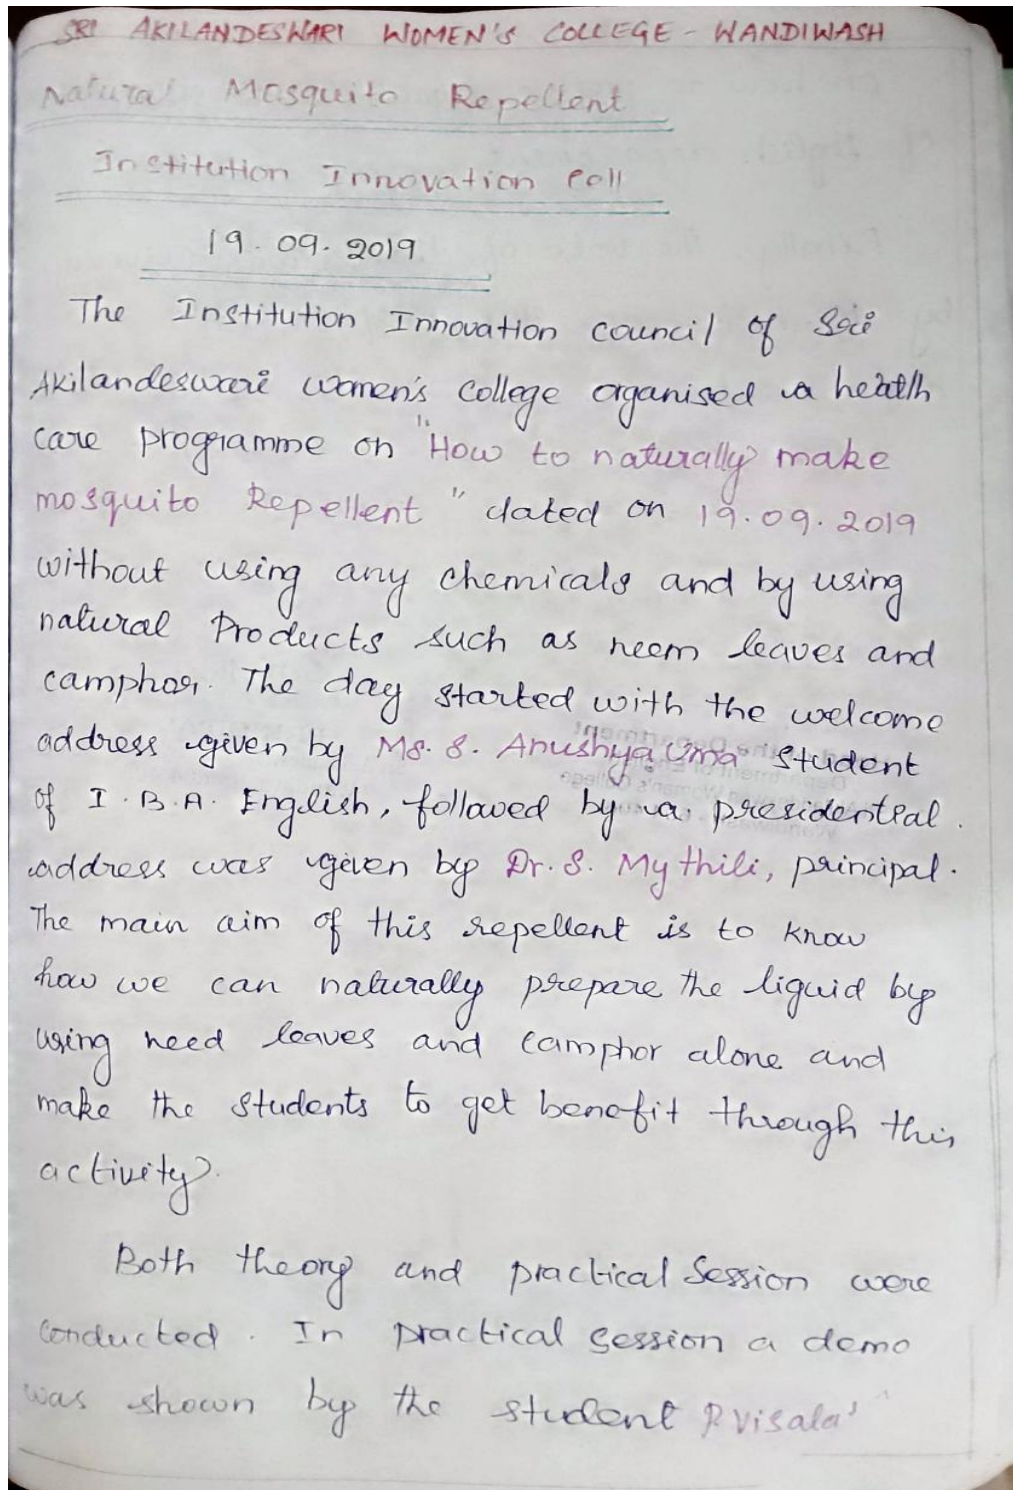 SRI AKILANDESWARI WOMEN'S COLLEGE - WANDIWASH
Natural Mosquito Repellent
Institution Innovation Cell
19.09.2019
The Institution Innovation council of Sri
Akilandeswari women's College organised a health
care programme on "How to naturally make
mosquito Repellent" dated on 19.09.2019
without using any chemicals and by using
natural Products such as neem leaves and
camphor. The day started with the welcome
address given by Ms. S. Anushya Uma student
of I.B.A. English, followed by a presidential.
address was given by Dr. S. Mythili, principal.
The main aim of this repellent is to know
how we can naturally prepare the liquid by
using need leaves and camphor alone and
make the students to get benefit through this
activity.
Both theory and practical Session were
conducted. In practical session a demo
was shown by the student P. Visala